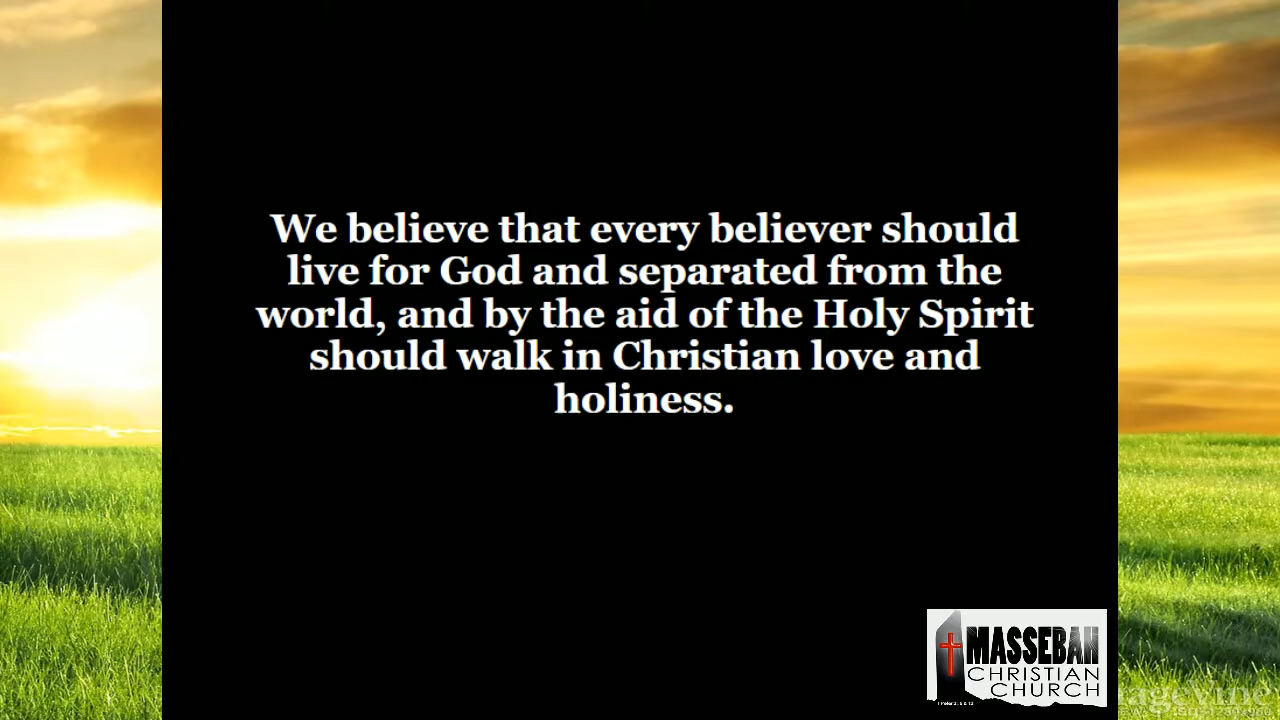 We believe that every believer should
live for God and separated from the
world, and by the aid of the Holy Spirit
should walk in Christian love and
holiness.
MASSEBAH
CHRISTIAN
CHURCH